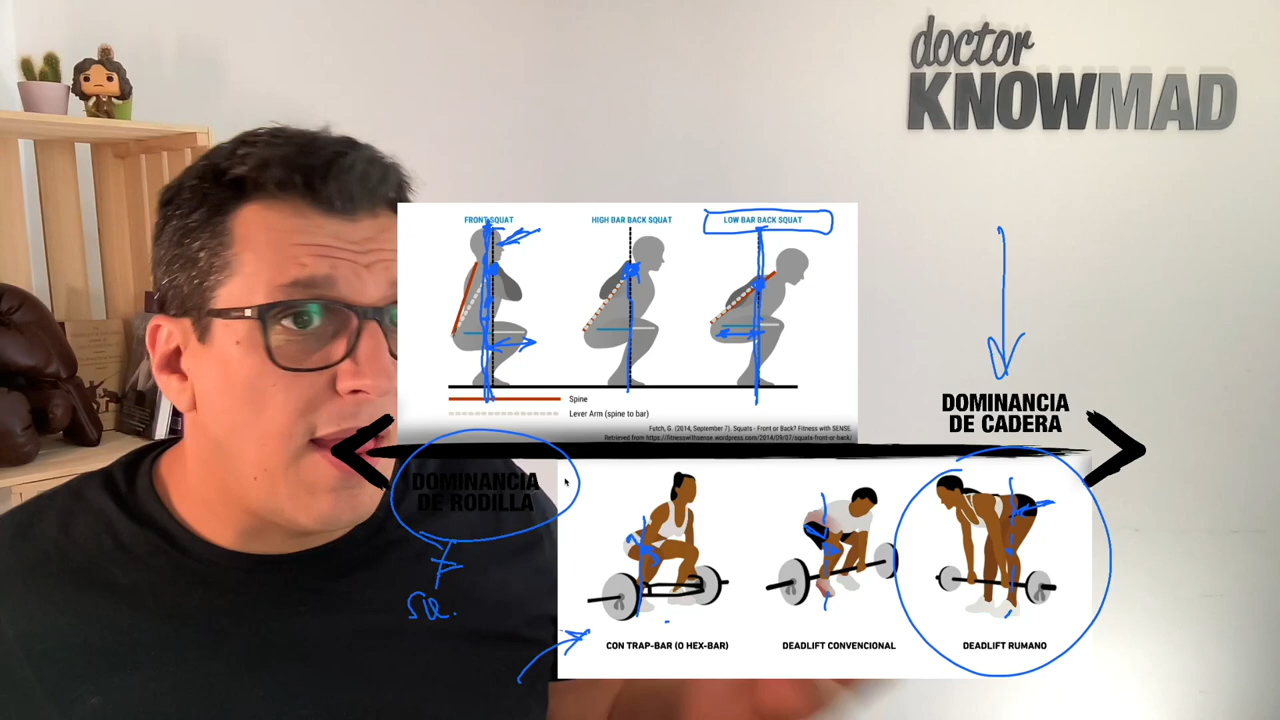 doctor
KNOWMAD
FRONT SQUAT
HIGH BAR BACK SQUAT
LOW BAR BACK SQUAT
Spine
Lever Arm (spine to bar)
Futch, G. (2014, September 7). Squats - Front or Back? Fitness with SENSE.
Retrieved from https://fitnesswithsense.wordpress.com/2014/09/07/squats-front-or-back/
DOMINANCIA
DE CADERA
DOMINANCIA
DE RODILLA
CON TRAP-BAR (O HEX-BAR)
DEADLIFT CONVENCIONAL
DEADLIFT RUMANO